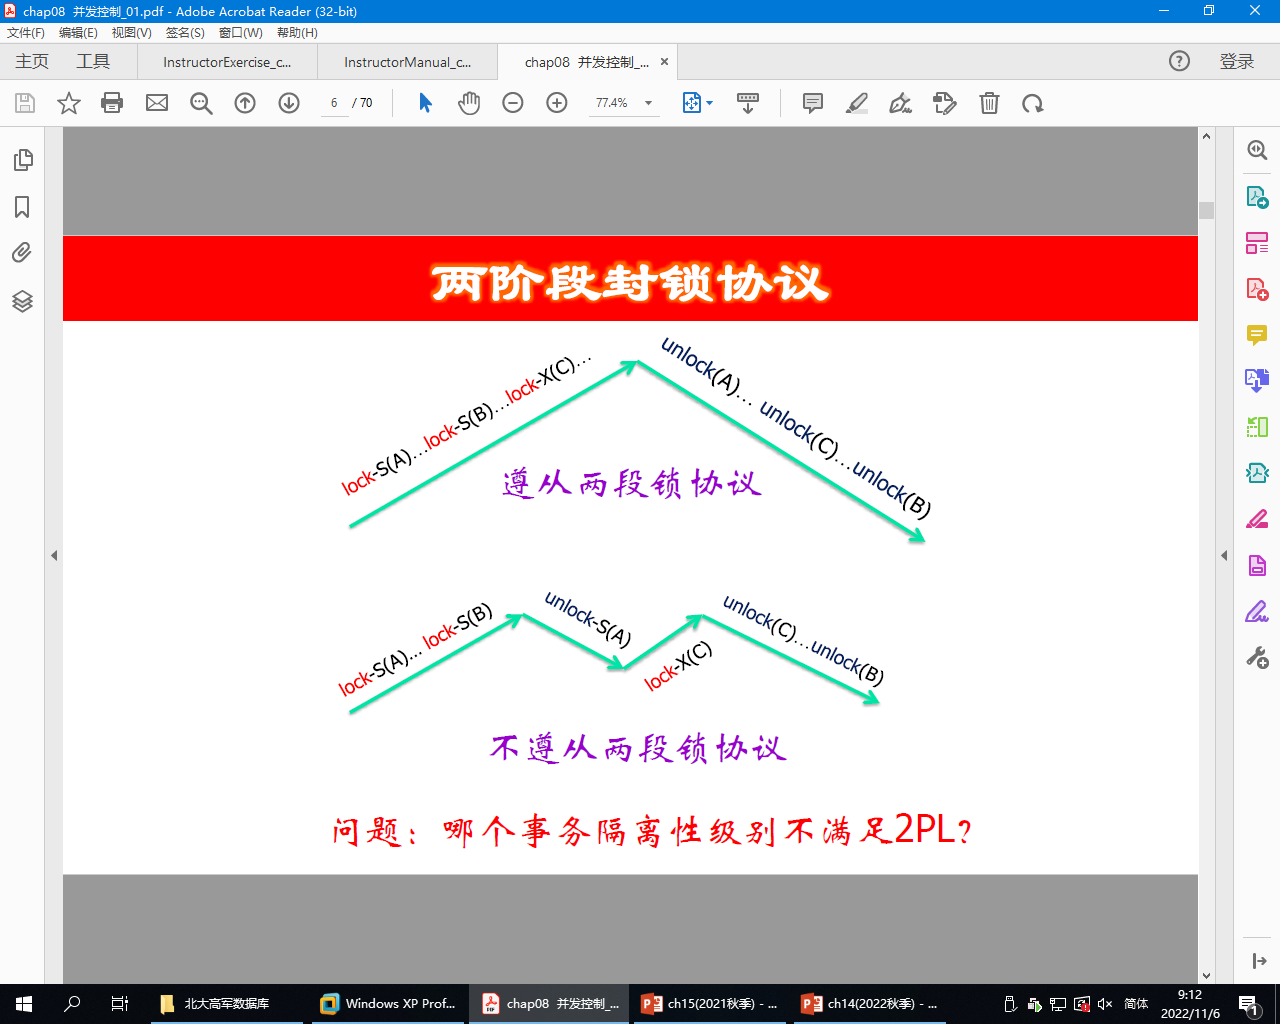 chap08 并发控制_01.pdf - Adobe Acrobat Reader (32-bit)
文件(F) 编辑(E) 视图(V) 签名(S) 窗口(W) 帮助(H)
主页 工具 InstructorExercise_c... InstructorManual_c... chap08 并发控制_... × 登录
6 / 70 77.4%
两阶段封锁协议
lock-S(A)...lock-S(B)...lock-X(C)...
unlock(A)... unlock(C)...unlock(B)
遵从两段锁协议
lock-S(A)... lock-S(B)
unlock-S(A)
lock-X(C)
unlock(C)...unlock(B)
不遵从两段锁协议
问题：哪个事务隔离性级别不满足2PL？
北大高军数据库 Windows XP Prof... chap08 并发控制_... ch15(2021秋季) - ... ch14(2022秋季) - ... 简体 9:12
2022/11/6
1